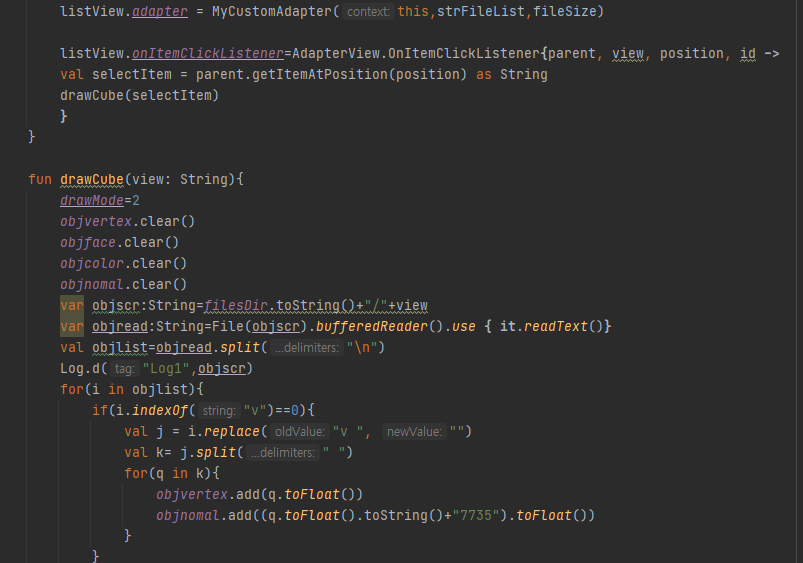 listView.adapter = MyCustomAdapter( context: this,strFileList,fileSize)
listView.onItemClickListener=AdapterView.OnItemClickListener{parent, view, position, id ->
val selectItem = parent.getItemAtPosition(position) as String
drawCube(selectItem)
}
}
fun drawCube(view: String){
drawMode=2
objvertex.clear()
objface.clear()
objcolor.clear()
objnomal.clear()
var objscr:String=filesDir.toString()+"/"+view
var objread:String=File(objscr).bufferedReader().use { it.readText()}
val objlist=objread.split( ...delimiters: "\n")
Log.d( tag: "Log1",objscr)
for(i in objlist){
if(i.indexOf( string: "v")==0){
val j = i.replace( oldValue: "v ", newValue: "")
val k= j.split( ...delimiters: " ")
for(q in k){
objvertex.add(q.toFloat())
objnomal.add((q.toFloat().toString()+"7735").toFloat())
}
}